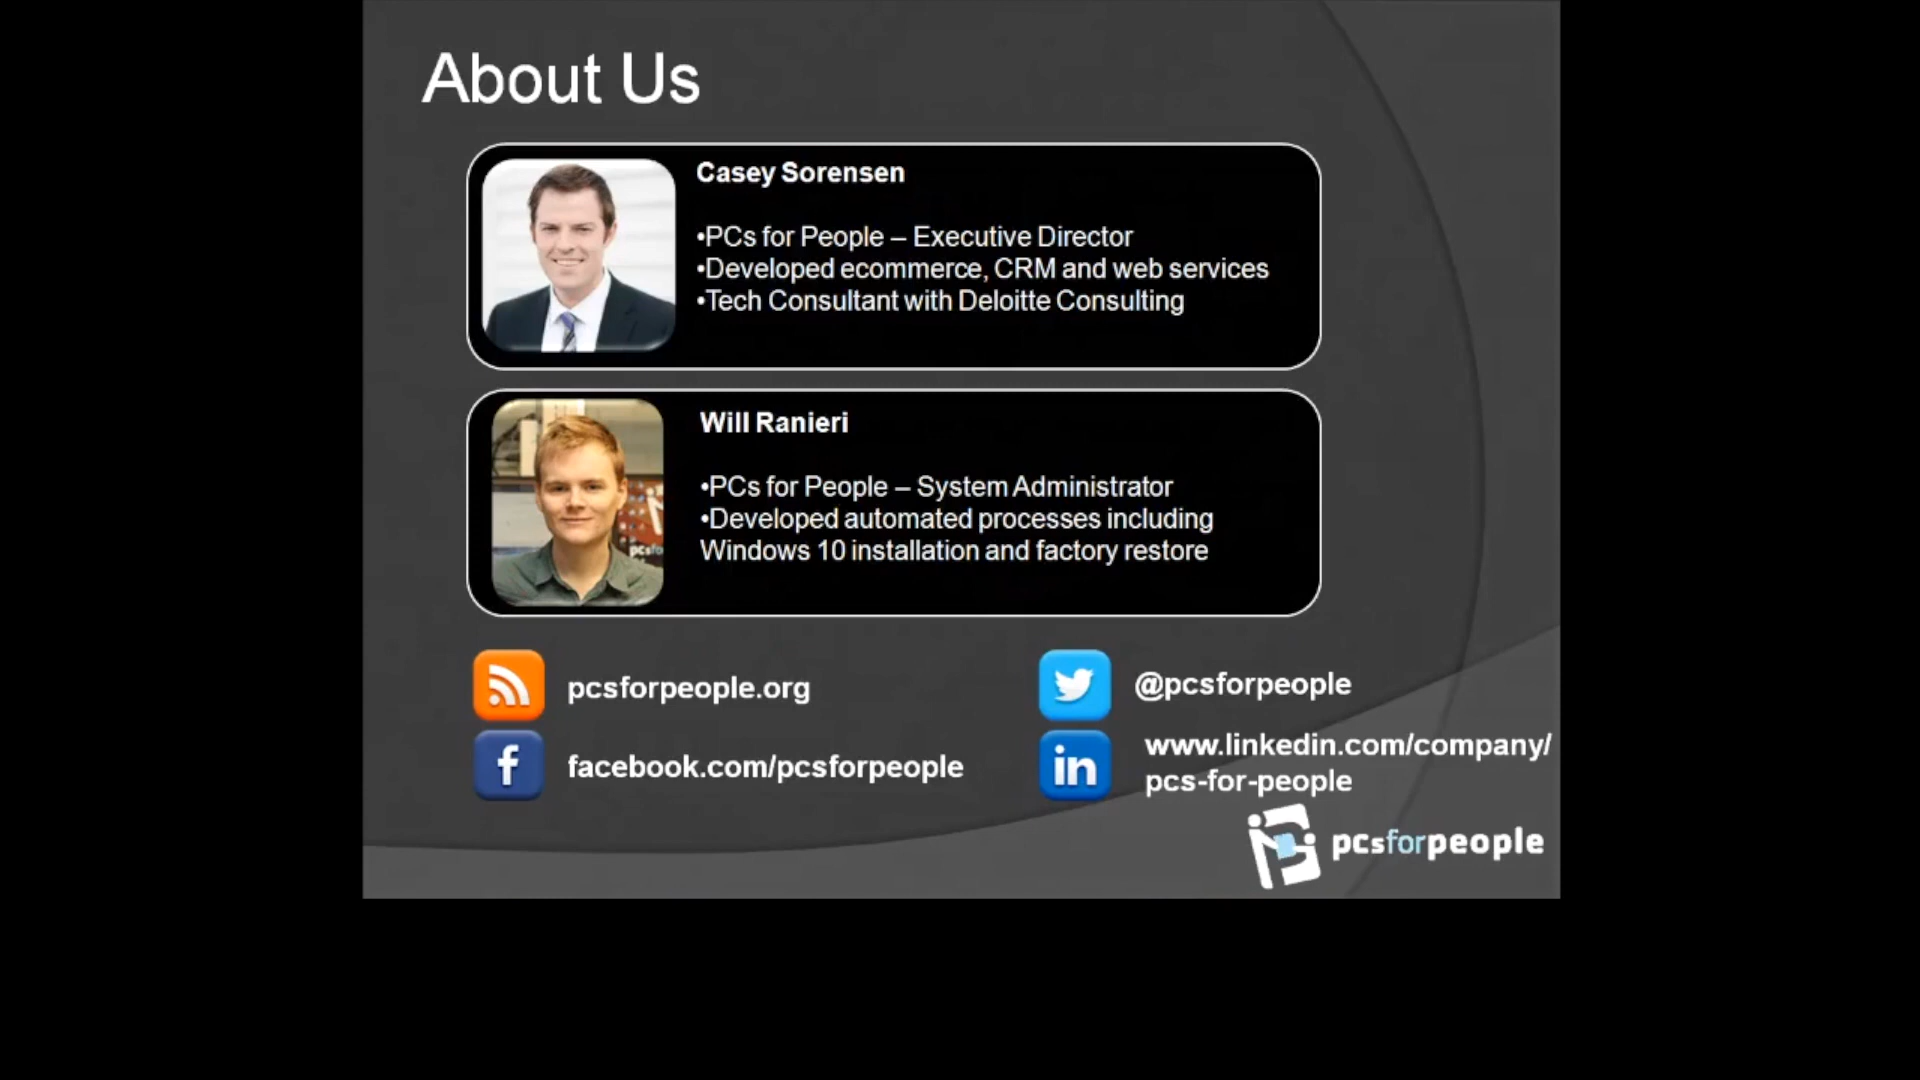 About Us
Casey Sorensen
•PCs for People – Executive Director
•Developed ecommerce, CRM and web services
•Tech Consultant with Deloitte Consulting
Will Ranieri
•PCs for People – System Administrator
•Developed automated processes including
Windows 10 installation and factory restore
pcsforpeople.org
@pcsforpeople
facebook.com/pcsforpeople
www.linkedin.com/company/
pcs-for-people
pcsforpeople